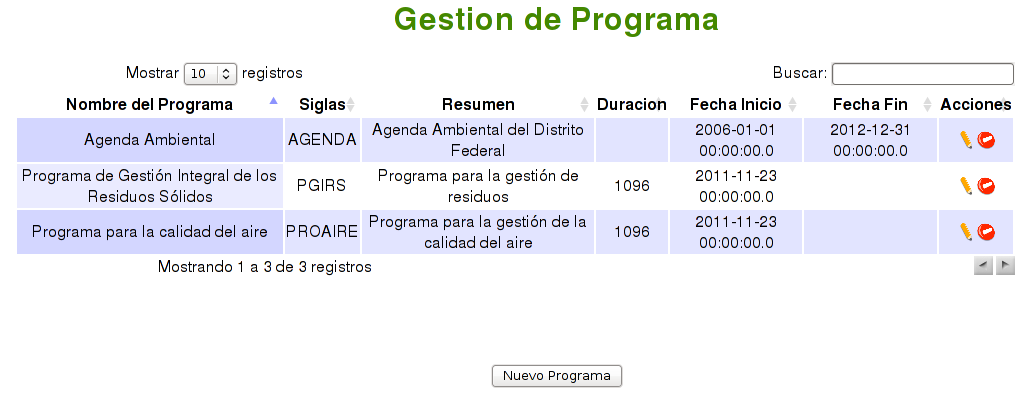 Gestion de Programa
Mostrar 10 registros Buscar:
Nombre del Programa Siglas Resumen Duracion Fecha Inicio Fecha Fin Acciones
Agenda Ambiental AGENDA Agenda Ambiental del Distrito Federal 2006-01-01 00:00:00.0 2012-12-31 00:00:00.0
Programa de Gestión Integral de los Residuos Sólidos PGIRS Programa para la gestión de residuos 1096 2011-11-23 00:00:00.0
Programa para la calidad del aire PROAIRE Programa para la gestión de la calidad del aire 1096 2011-11-23 00:00:00.0
Mostrando 1 a 3 de 3 registros
Nuevo Programa